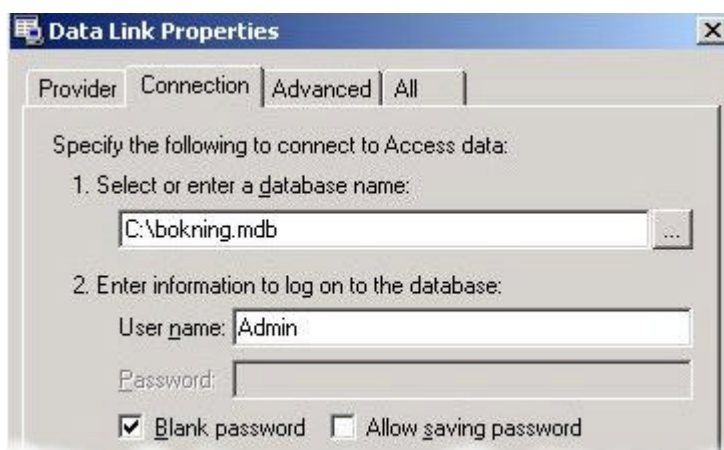 Data Link Properties
Provider Connection Advanced All
Specify the following to connect to Access data:
1. Select or enter a database name:
C:\bokning.mdb ...
2. Enter information to log on to the database:
User name: Admin
Password:
Blank password Allow saving password